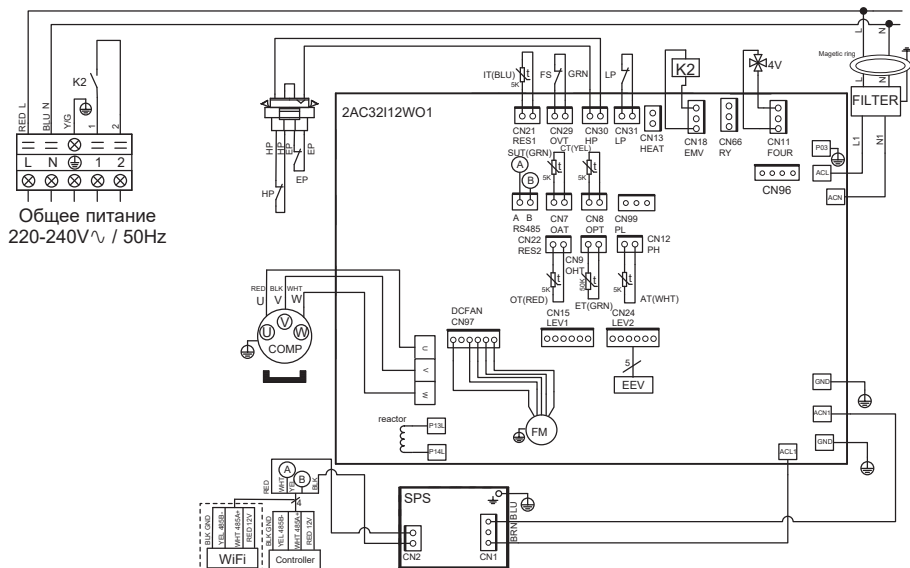 L
N
Magetic ring
L
N
FILTER
L1
N1
RED L
BLU N
Y/G
K2
1
2
L N 1 2
Общее питание
220-240V∿ / 50Hz
HP
HP
EP
EP
HP
EP
2AC32I12WO1
IT(BLU)
5K
t
FS
GRN
LP
K2
4V
CN21
RES1
CN29
OVT
CN30
HP
CN31
LP
CN13
HEAT
CN18
EMV
CN66
RY
CN11
FOUR
P03
ACL
ACN
CN96
SUT(GRN)
CT(YEL)
A
B
5K
t
5K
t
A B
RS485
CN7
OAT
CN8
OPT
CN99
PL
CN22
RES2
CN9
OHT
CN12
PH
5K
t
50K
t
5K
t
OT(RED)
ET(GRN)
AT(WHT)
CN15
LEV1
CN24
LEV2
5
EEV
RED
BLK
WHT
U
V
W
U
V
W
COMP
DCFAN
CN97
U
V
W
FM
reactor
P13L
P14L
GND
ACN1
GND
ACL1
A
B
RED
WHT
YEL
BLK
4
BLK GND
YEL 485B-
WHT 485A+
RED 12V
WiFi
BLK GND
YEL 485B-
WHT 485A+
RED 12V
Controller
SPS
CN2
CN1
BLU
BRN